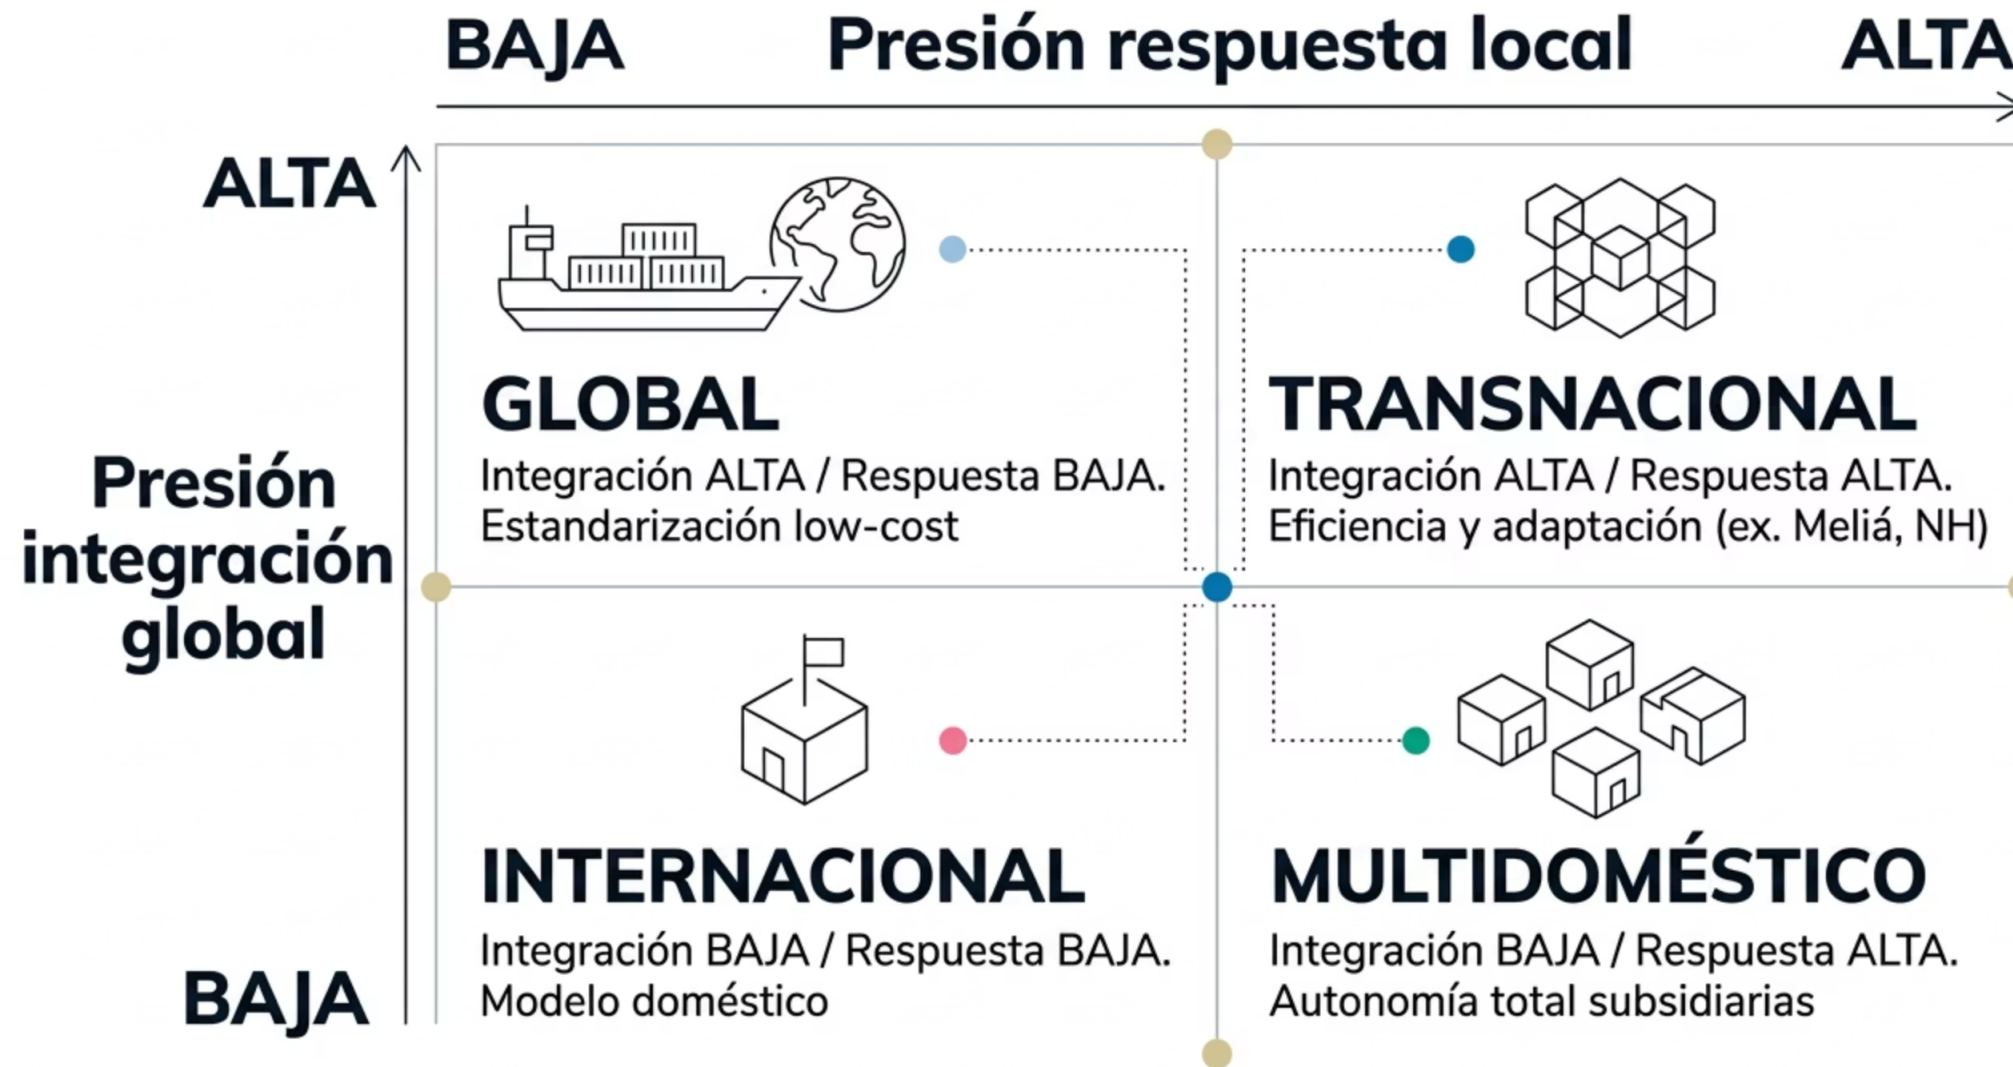 BAJA Presión respuesta local ALTA
ALTA
Presión
integración
global
BAJA
GLOBAL
Integración ALTA / Respuesta BAJA.
Estandarización low-cost
TRANSNACIONAL
Integración ALTA / Respuesta ALTA.
Eficiencia y adaptación (ex. Meliá, NH)
INTERNACIONAL
Integración BAJA / Respuesta BAJA.
Modelo doméstico
MULTIDOMÉSTICO
Integración BAJA / Respuesta ALTA.
Autonomía total subsidiarias